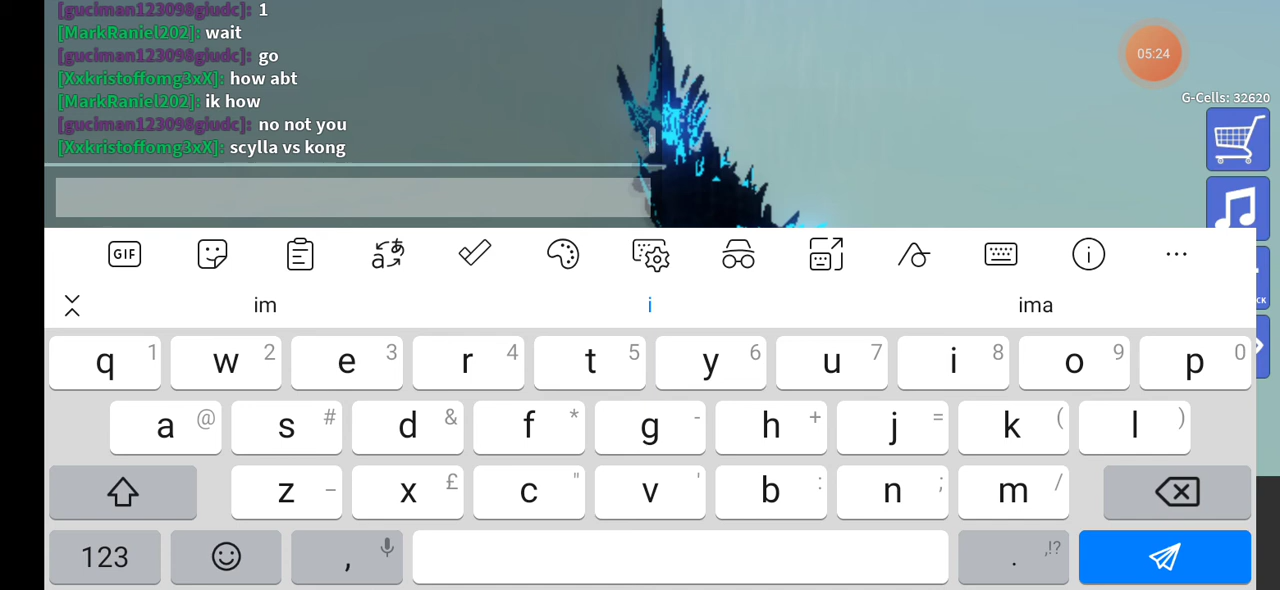 [guciman123098giudc]: 1
[MarkRaniel202]: wait
[guciman123098giudc]: go
[Xxkristoffomg3xX]: how abt
[MarkRaniel202]: ik how
[guciman123098giudc]: no not you
[Xxkristoffomg3xX]: scylla vs kong
05:24
G-Cells: 32620
GIF
im i ima
q 1 w 2 e 3 r 4 t 5 y 6 u 7 i 8 o 9 p 0
a @ s # d & f * g - h + j = k ( l )
z _ x £ c " v ' b : n ; m /
123 , . ,!?